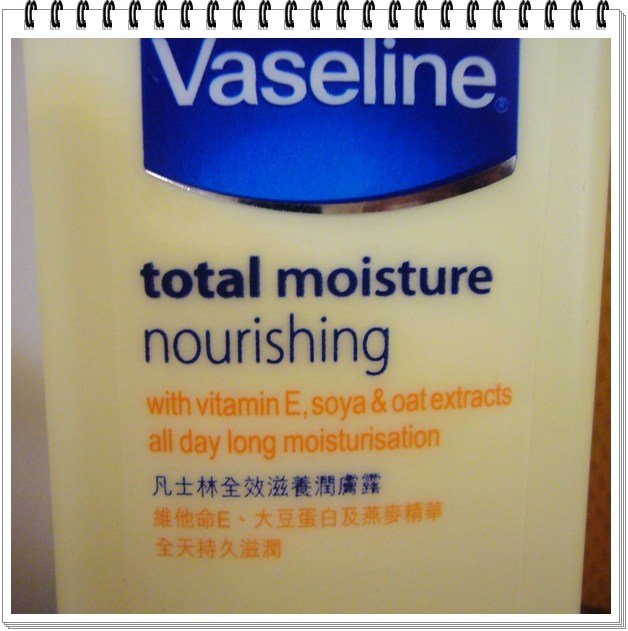 Vaseline®
total moisture
nourishing
with vitamin E, soya & oat extracts
all day long moisturisation
凡士林全效滋養潤膚露
維他命E、大豆蛋白及燕麥精華
全天持久滋潤